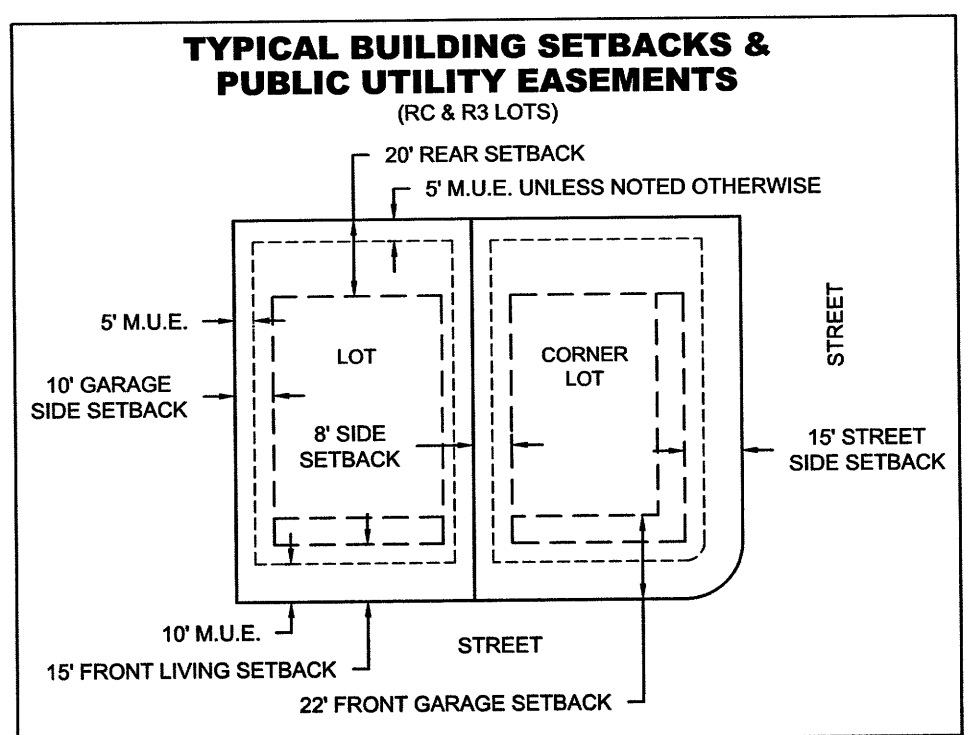 TYPICAL BUILDING SETBACKS &
PUBLIC UTILITY EASEMENTS
(RC & R3 LOTS)
20' REAR SETBACK
5' M.U.E. UNLESS NOTED OTHERWISE
5' M.U.E.
LOT
CORNER
LOT
STREET
10' GARAGE
SIDE SETBACK
8' SIDE
SETBACK
15' STREET
SIDE SETBACK
10' M.U.E.
STREET
15' FRONT LIVING SETBACK
22' FRONT GARAGE SETBACK